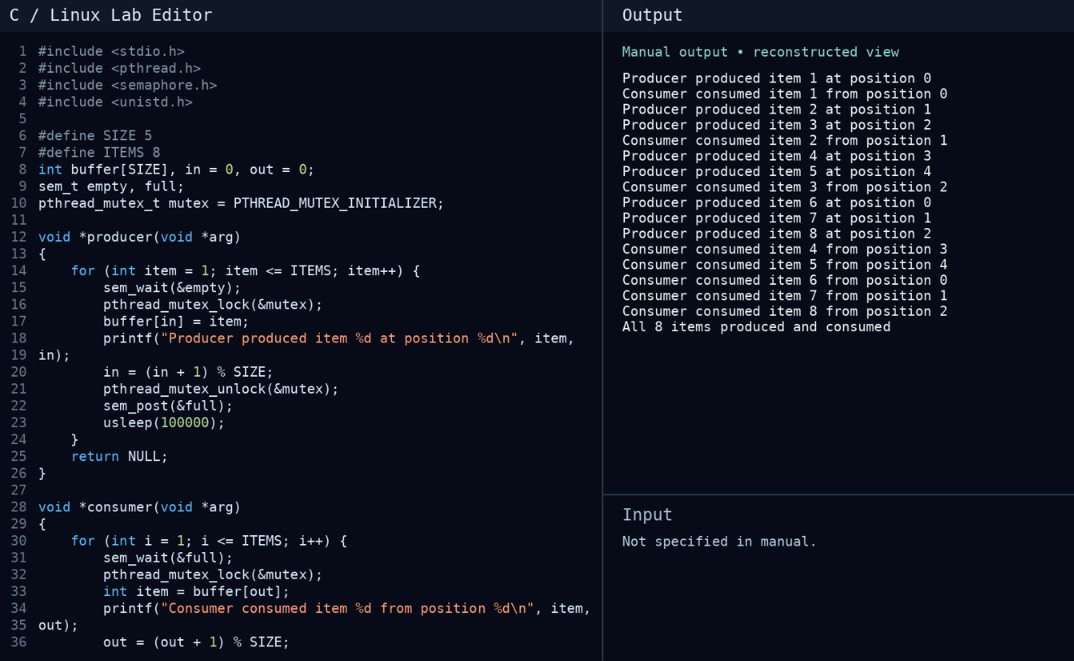 C / Linux Lab Editor
1 #include <stdio.h>
2 #include <pthread.h>
3 #include <semaphore.h>
4 #include <unistd.h>
5
6 #define SIZE 5
7 #define ITEMS 8
8 int buffer[SIZE], in = 0, out = 0;
9 sem_t empty, full;
10 pthread_mutex_t mutex = PTHREAD_MUTEX_INITIALIZER;
11
12 void *producer(void *arg)
13 {
14     for (int item = 1; item <= ITEMS; item++) {
15         sem_wait(&empty);
16         pthread_mutex_lock(&mutex);
17         buffer[in] = item;
18         printf("Producer produced item %d at position %d\n", item,
19 in);
20         in = (in + 1) % SIZE;
21         pthread_mutex_unlock(&mutex);
22         sem_post(&full);
23         usleep(100000);
24     }
25     return NULL;
26 }
27
28 void *consumer(void *arg)
29 {
30     for (int i = 1; i <= ITEMS; i++) {
31         sem_wait(&full);
32         pthread_mutex_lock(&mutex);
33         int item = buffer[out];
34         printf("Consumer consumed item %d from position %d\n", item,
35 out);
36         out = (out + 1) % SIZE;
Output
Manual output • reconstructed view
Producer produced item 1 at position 0
Consumer consumed item 1 from position 0
Producer produced item 2 at position 1
Producer produced item 3 at position 2
Consumer consumed item 2 from position 1
Producer produced item 4 at position 3
Producer produced item 5 at position 4
Consumer consumed item 3 from position 2
Producer produced item 6 at position 0
Producer produced item 7 at position 1
Producer produced item 8 at position 2
Consumer consumed item 4 from position 3
Consumer consumed item 5 from position 4
Consumer consumed item 6 from position 0
Consumer consumed item 7 from position 1
Consumer consumed item 8 from position 2
All 8 items produced and consumed
Input
Not specified in manual.